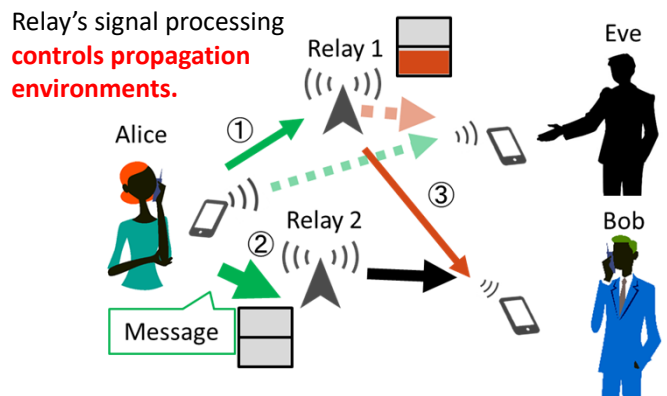 Relay's signal processing
controls propagation
environments.
Relay 1
Eve
Alice
①
③
Relay 2
②
Bob
Message